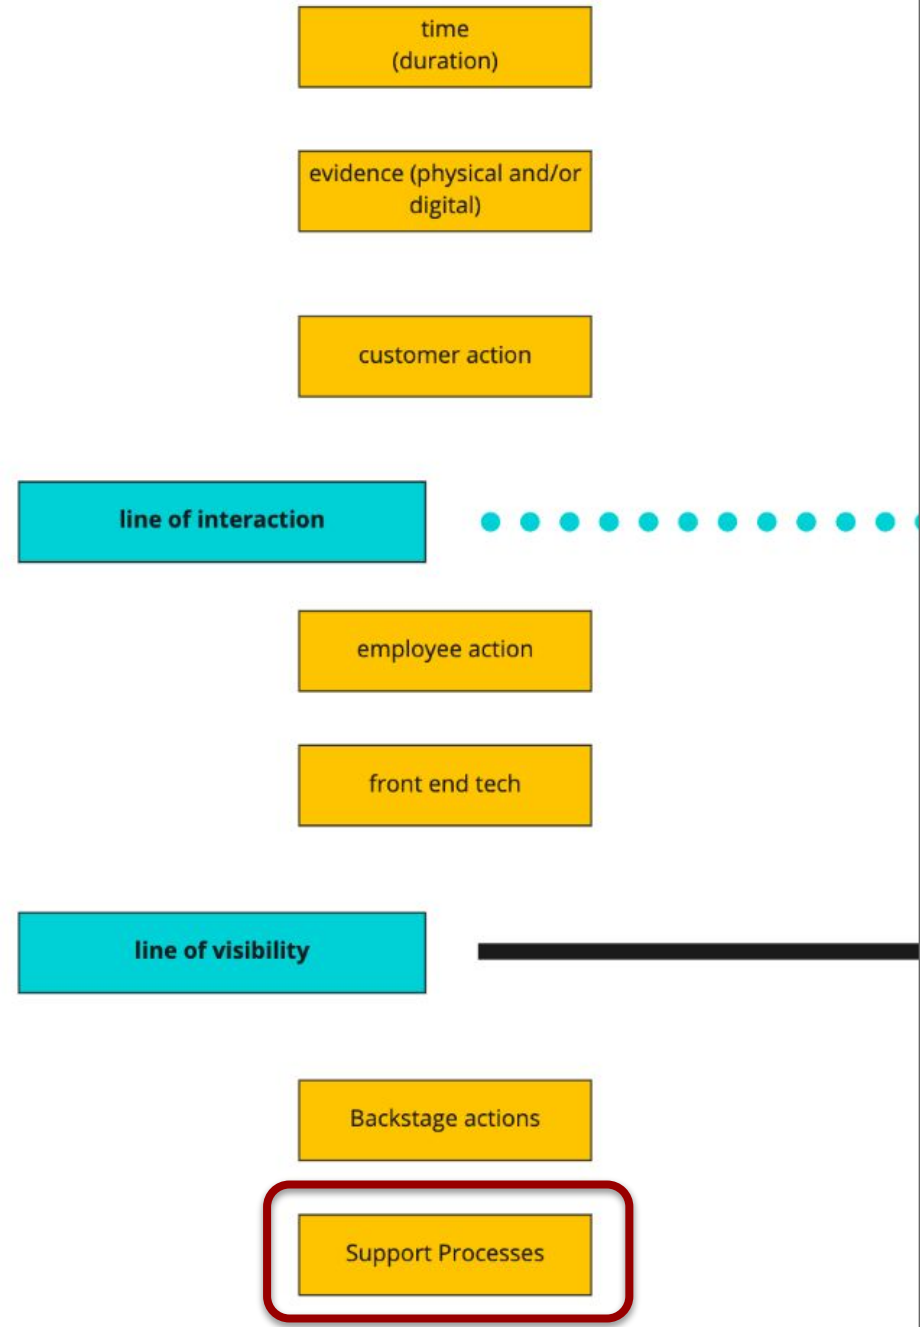 time
(duration)
evidence (physical and/or
digital)
customer action
line of interaction
employee action
front end tech
line of visibility
Backstage actions
Support Processes